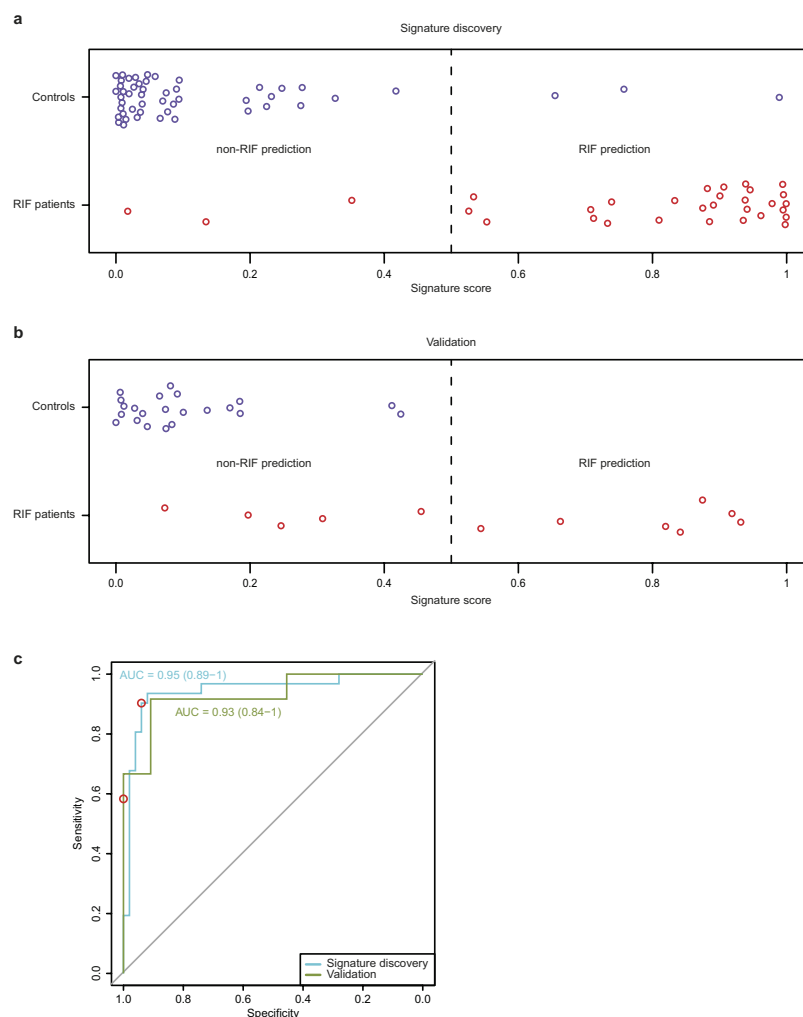 a
Signature discovery
Controls
non-RIF prediction
RIF prediction
RIF patients
0.0 0.2 0.4 0.6 0.8 1
Signature score
b
Validation
Controls
non-RIF prediction
RIF prediction
RIF patients
0.0 0.2 0.4 0.6 0.8 1
Signature score
c
AUC = 0.95 (0.89−1)
AUC = 0.93 (0.84−1)
1.0
0.8
0.6
0.4
0.2
0.0
Sensitivity
Signature discovery
Validation
1.0 0.8 0.6 0.4 0.2 0.0
Specificity